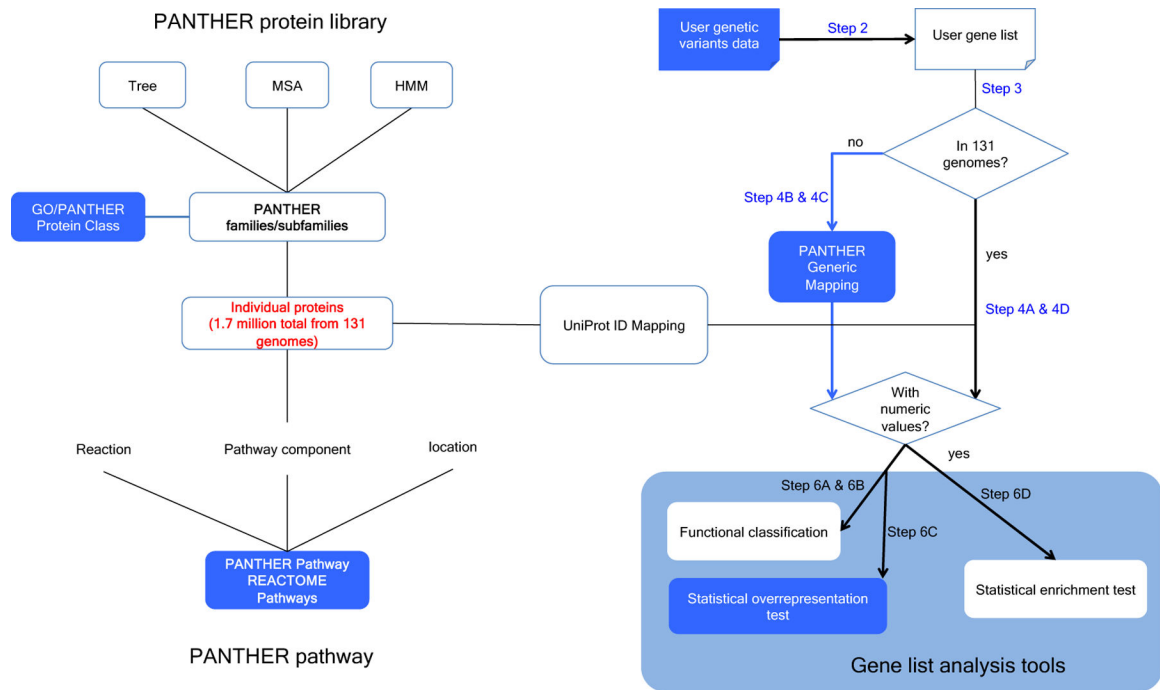 PANTHER protein library
Tree
MSA
HMM
GO/PANTHER
Protein Class
PANTHER
families/subfamilies
Individual proteins
(1.7 million total from 131
genomes)
UniProt ID Mapping
Reaction
Pathway component
location
PANTHER Pathway
REACTOME
Pathways
PANTHER pathway
User genetic
variants data
Step 2
User gene list
Step 3
In 131
genomes?
no
Step 4B & 4C
PANTHER
Generic
Mapping
yes
Step 4A & 4D
With
numeric
values?
yes
Step 6A & 6B
Step 6D
Functional classification
Step 6C
Statistical overrepresentation
test
Statistical enrichment test
Gene list analysis tools